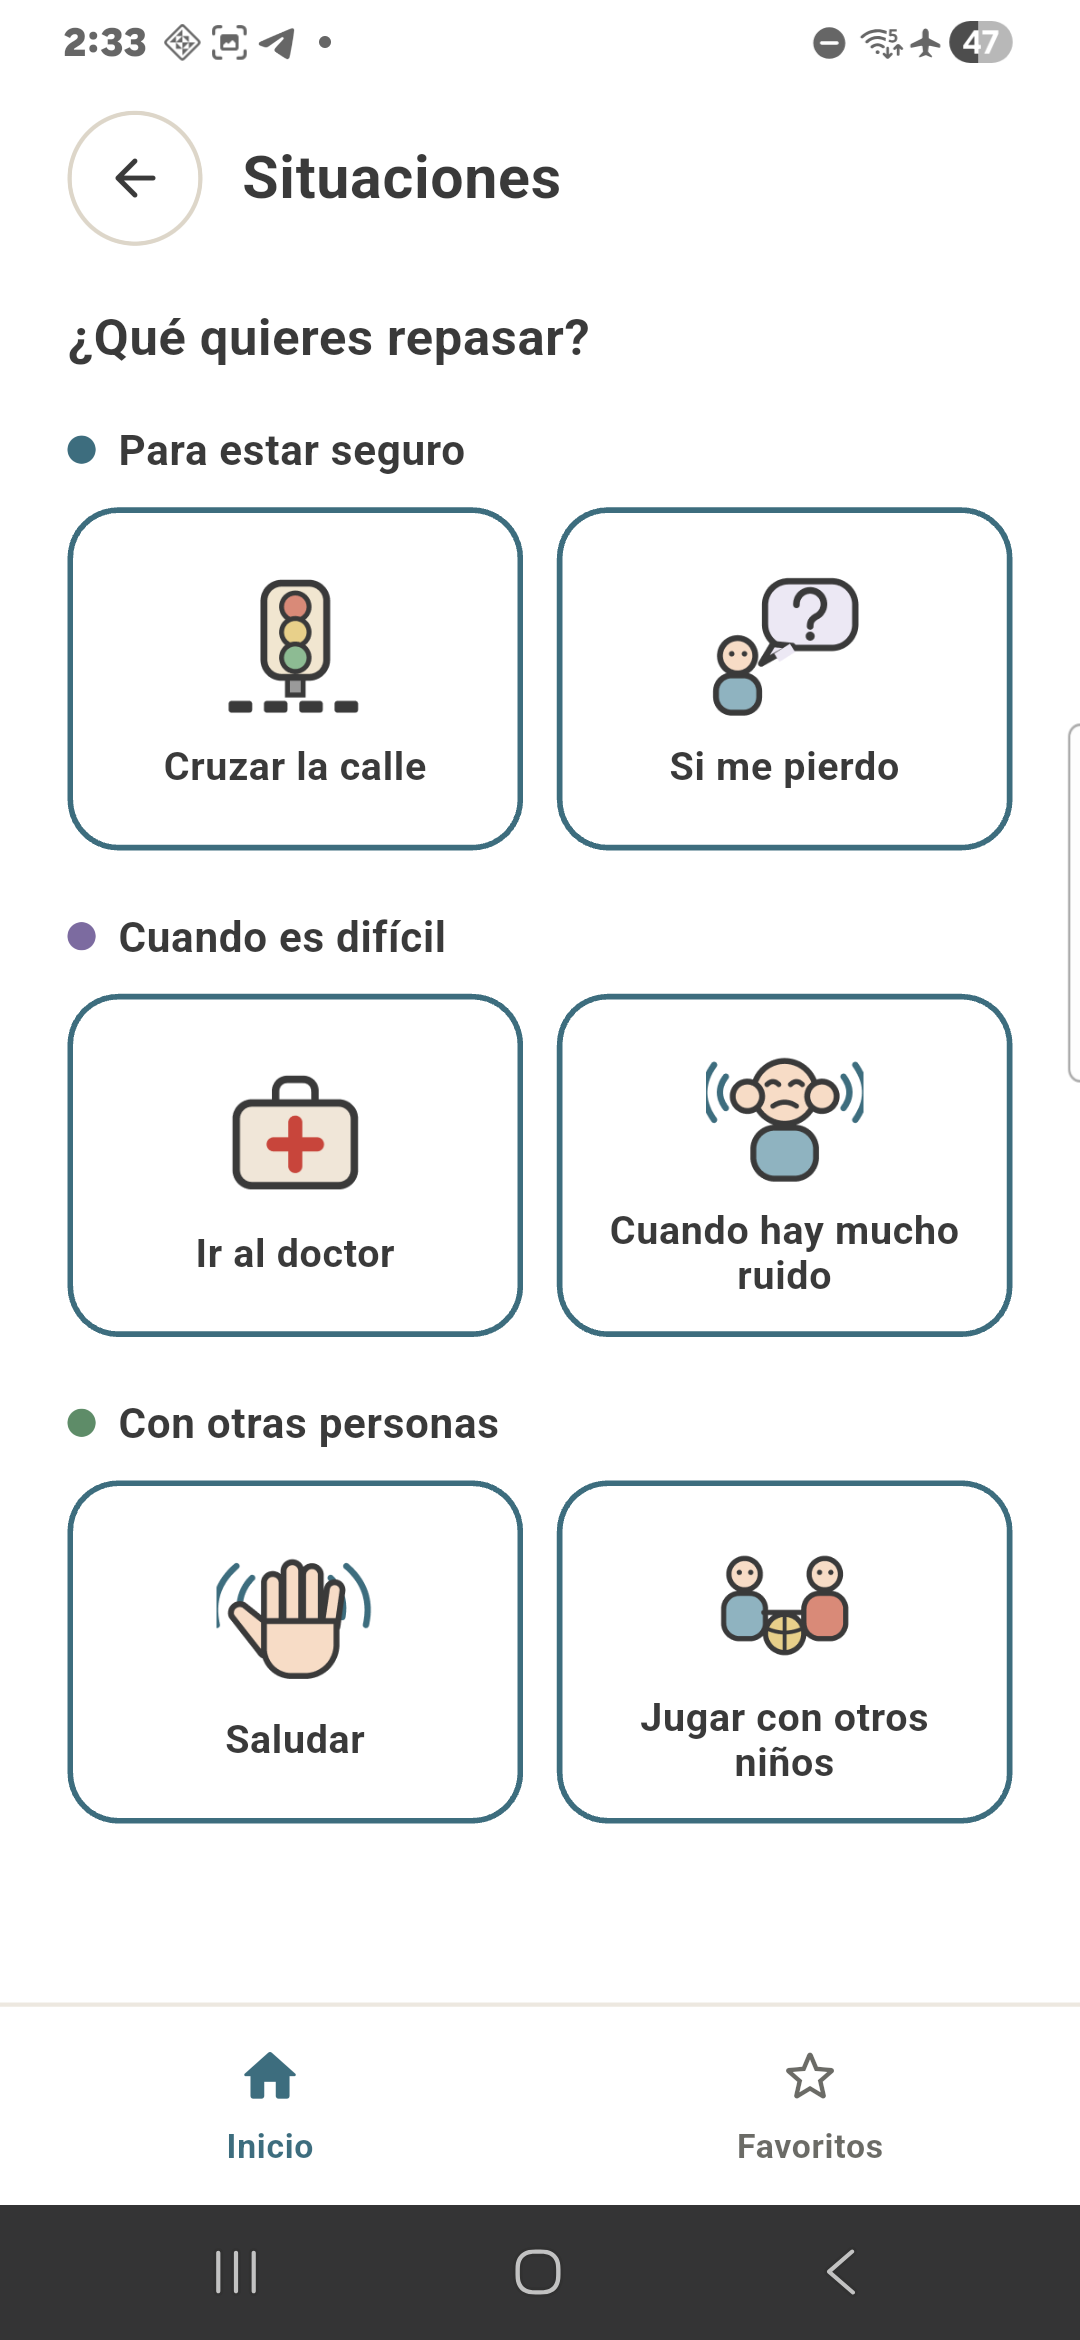 2:33
5
47
Situaciones
¿Qué quieres repasar?
Para estar seguro
?
Cruzar la calle
Si me pierdo
Cuando es difícil
Ir al doctor
Cuando hay mucho
ruido
Con otras personas
Saludar
Jugar con otros
niños
Inicio
Favoritos